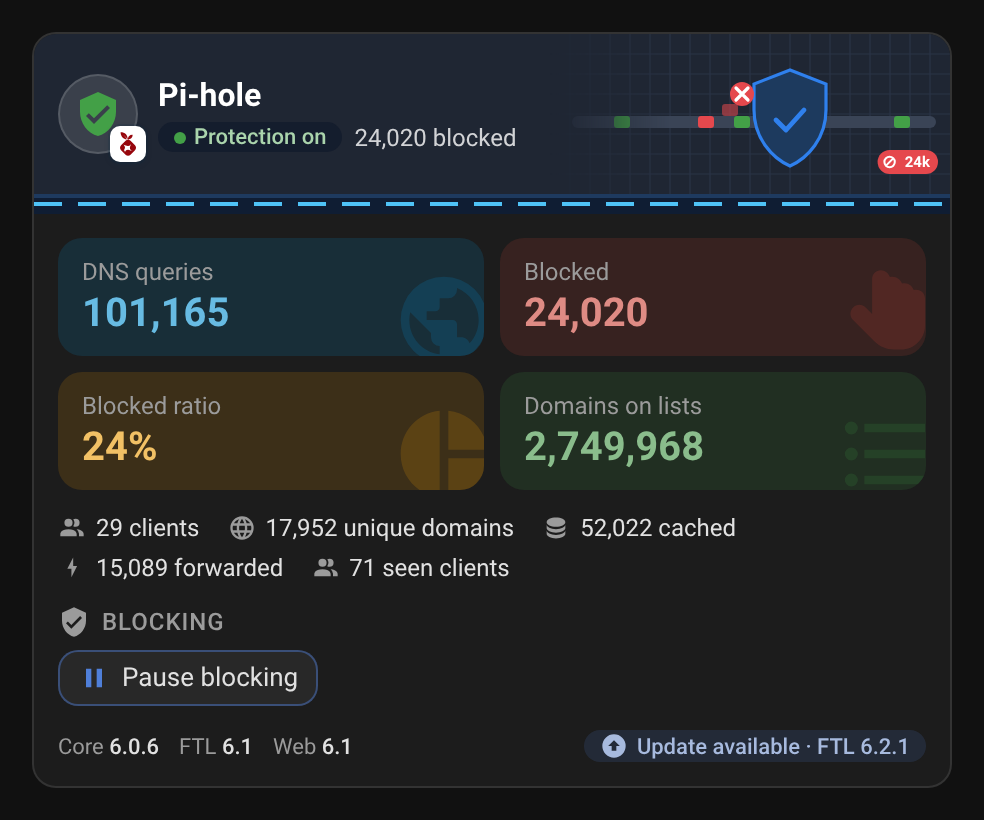 Pi-hole
Protection on 24,020 blocked
24k
DNS queries
101,165
Blocked
24,020
Blocked ratio
24%
Domains on lists
2,749,968
29 clients 17,952 unique domains 52,022 cached
15,089 forwarded 71 seen clients
BLOCKING
Pause blocking
Core 6.0.6 FTL 6.1 Web 6.1
Update available · FTL 6.2.1